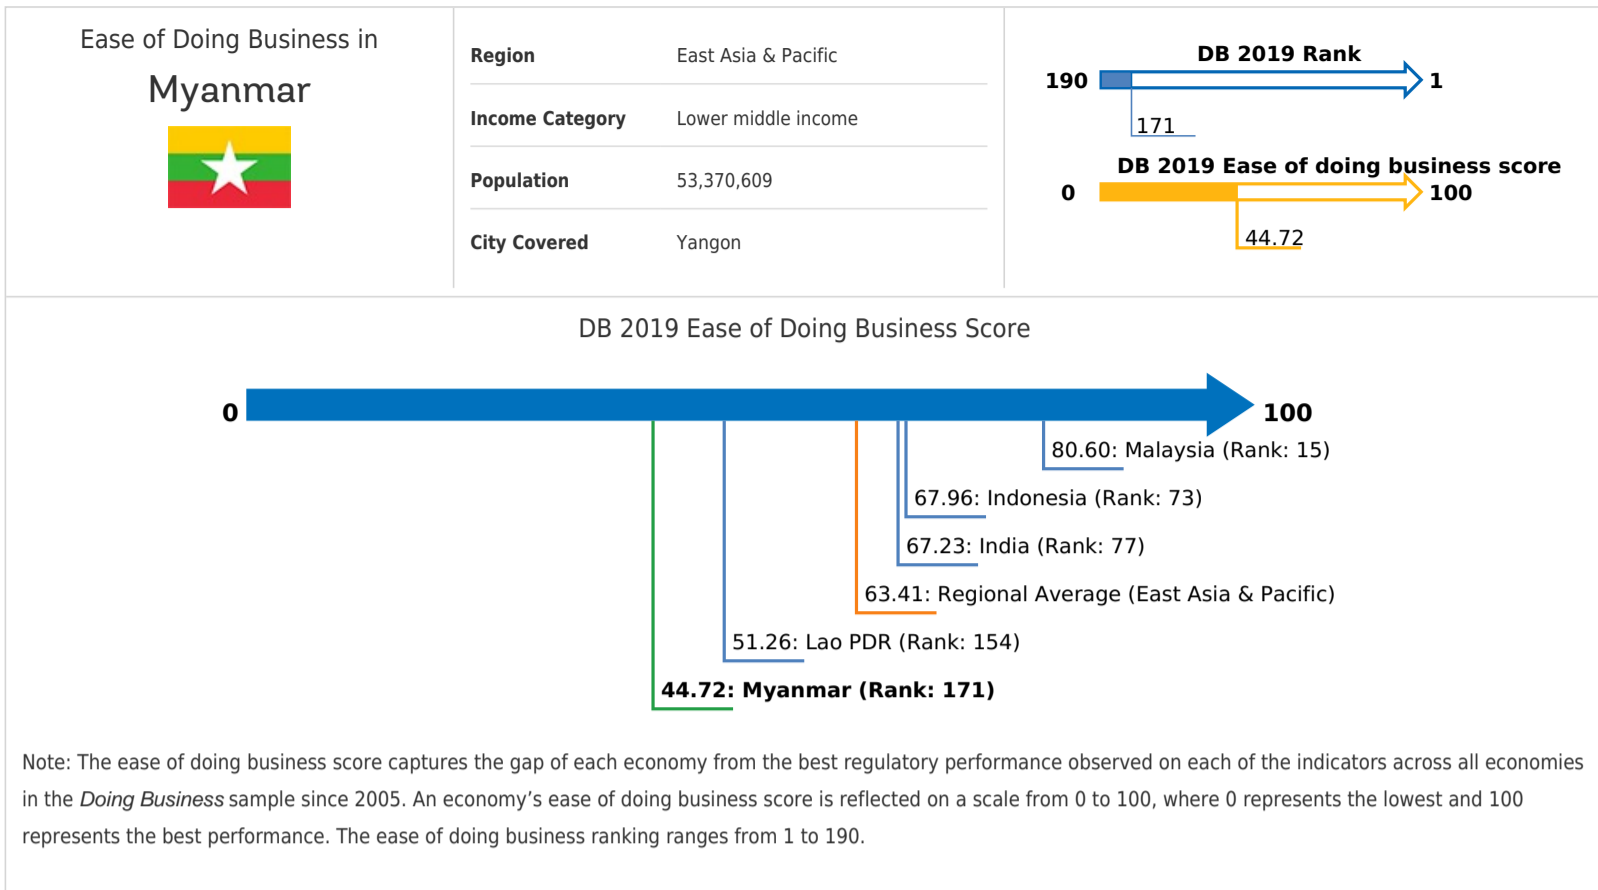 Ease of Doing Business in
Myanmar
Region East Asia & Pacific
Income Category Lower middle income
Population 53,370,609
City Covered Yangon
DB 2019 Rank
190 1
171
DB 2019 Ease of doing business score
0 100
44.72
DB 2019 Ease of Doing Business Score
0 100
80.60: Malaysia (Rank: 15)
67.96: Indonesia (Rank: 73)
67.23: India (Rank: 77)
63.41: Regional Average (East Asia & Pacific)
51.26: Lao PDR (Rank: 154)
44.72: Myanmar (Rank: 171)
Note: The ease of doing business score captures the gap of each economy from the best regulatory performance observed on each of the indicators across all economies
in the Doing Business sample since 2005. An economy’s ease of doing business score is reflected on a scale from 0 to 100, where 0 represents the lowest and 100
represents the best performance. The ease of doing business ranking ranges from 1 to 190.